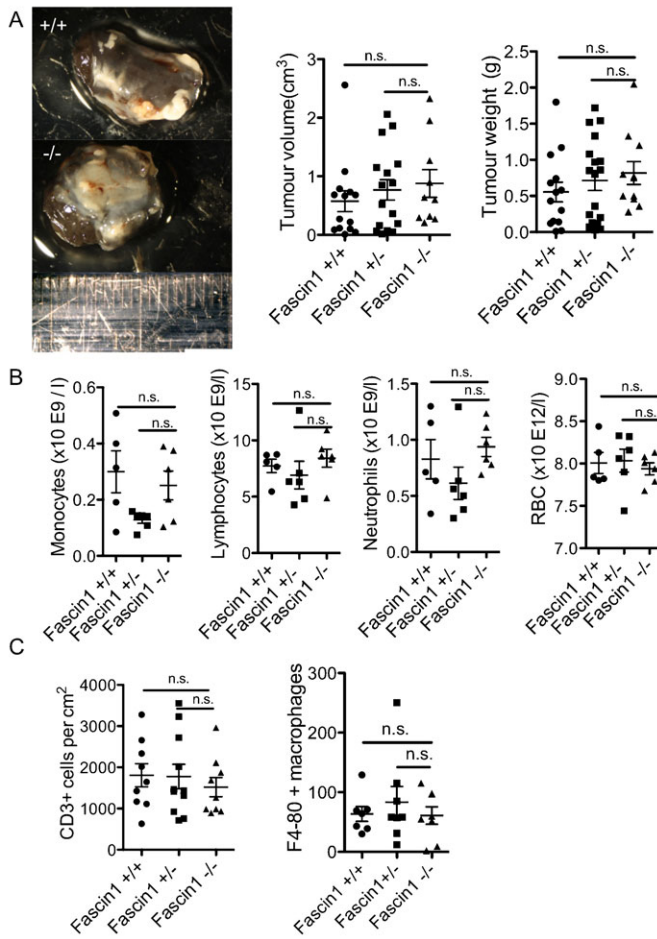 A
+/+
-/-
Tumour volume(cm3)
3
2
1
0
n.s.
n.s.
Fascin1 +/+
Fascin1 +/-
Fascin1 -/-
Tumour weight (g)
2.5
2.0
1.5
1.0
0.5
0.0
n.s.
n.s.
Fascin1 +/+
Fascin1 +/-
Fascin1 -/-
B
Monocytes (x10 E9 / l)
0.6
0.4
0.2
0.0
n.s.
n.s.
Fascin1 +/+
Fascin1 +/-
Fascin1 -/-
Lymphocytes (x10 E9/l)
15
10
5
0
n.s.
n.s.
Fascin1 +/+
Fascin1 +/-
Fascin1 -/-
Neutrophils (x10 E9/l)
1.5
1.0
0.5
0.0
n.s.
n.s.
Fascin1 +/+
Fascin1 +/-
Fascin1 -/-
RBC (x10 E12/l)
9.0
8.5
8.0
7.5
7.0
n.s.
n.s.
Fascin1 +/+
Fascin1 +/-
Fascin1 -/-
C
CD3+ cells per cm2
4000
3000
2000
1000
0
n.s.
n.s.
Fascin1 +/+
Fascin1 +/-
Fascin1 -/-
F4-80 + macrophages
300
200
100
0
n.s.
n.s.
Fascin1 +/+
Fascin1 +/-
Fascin1 -/-